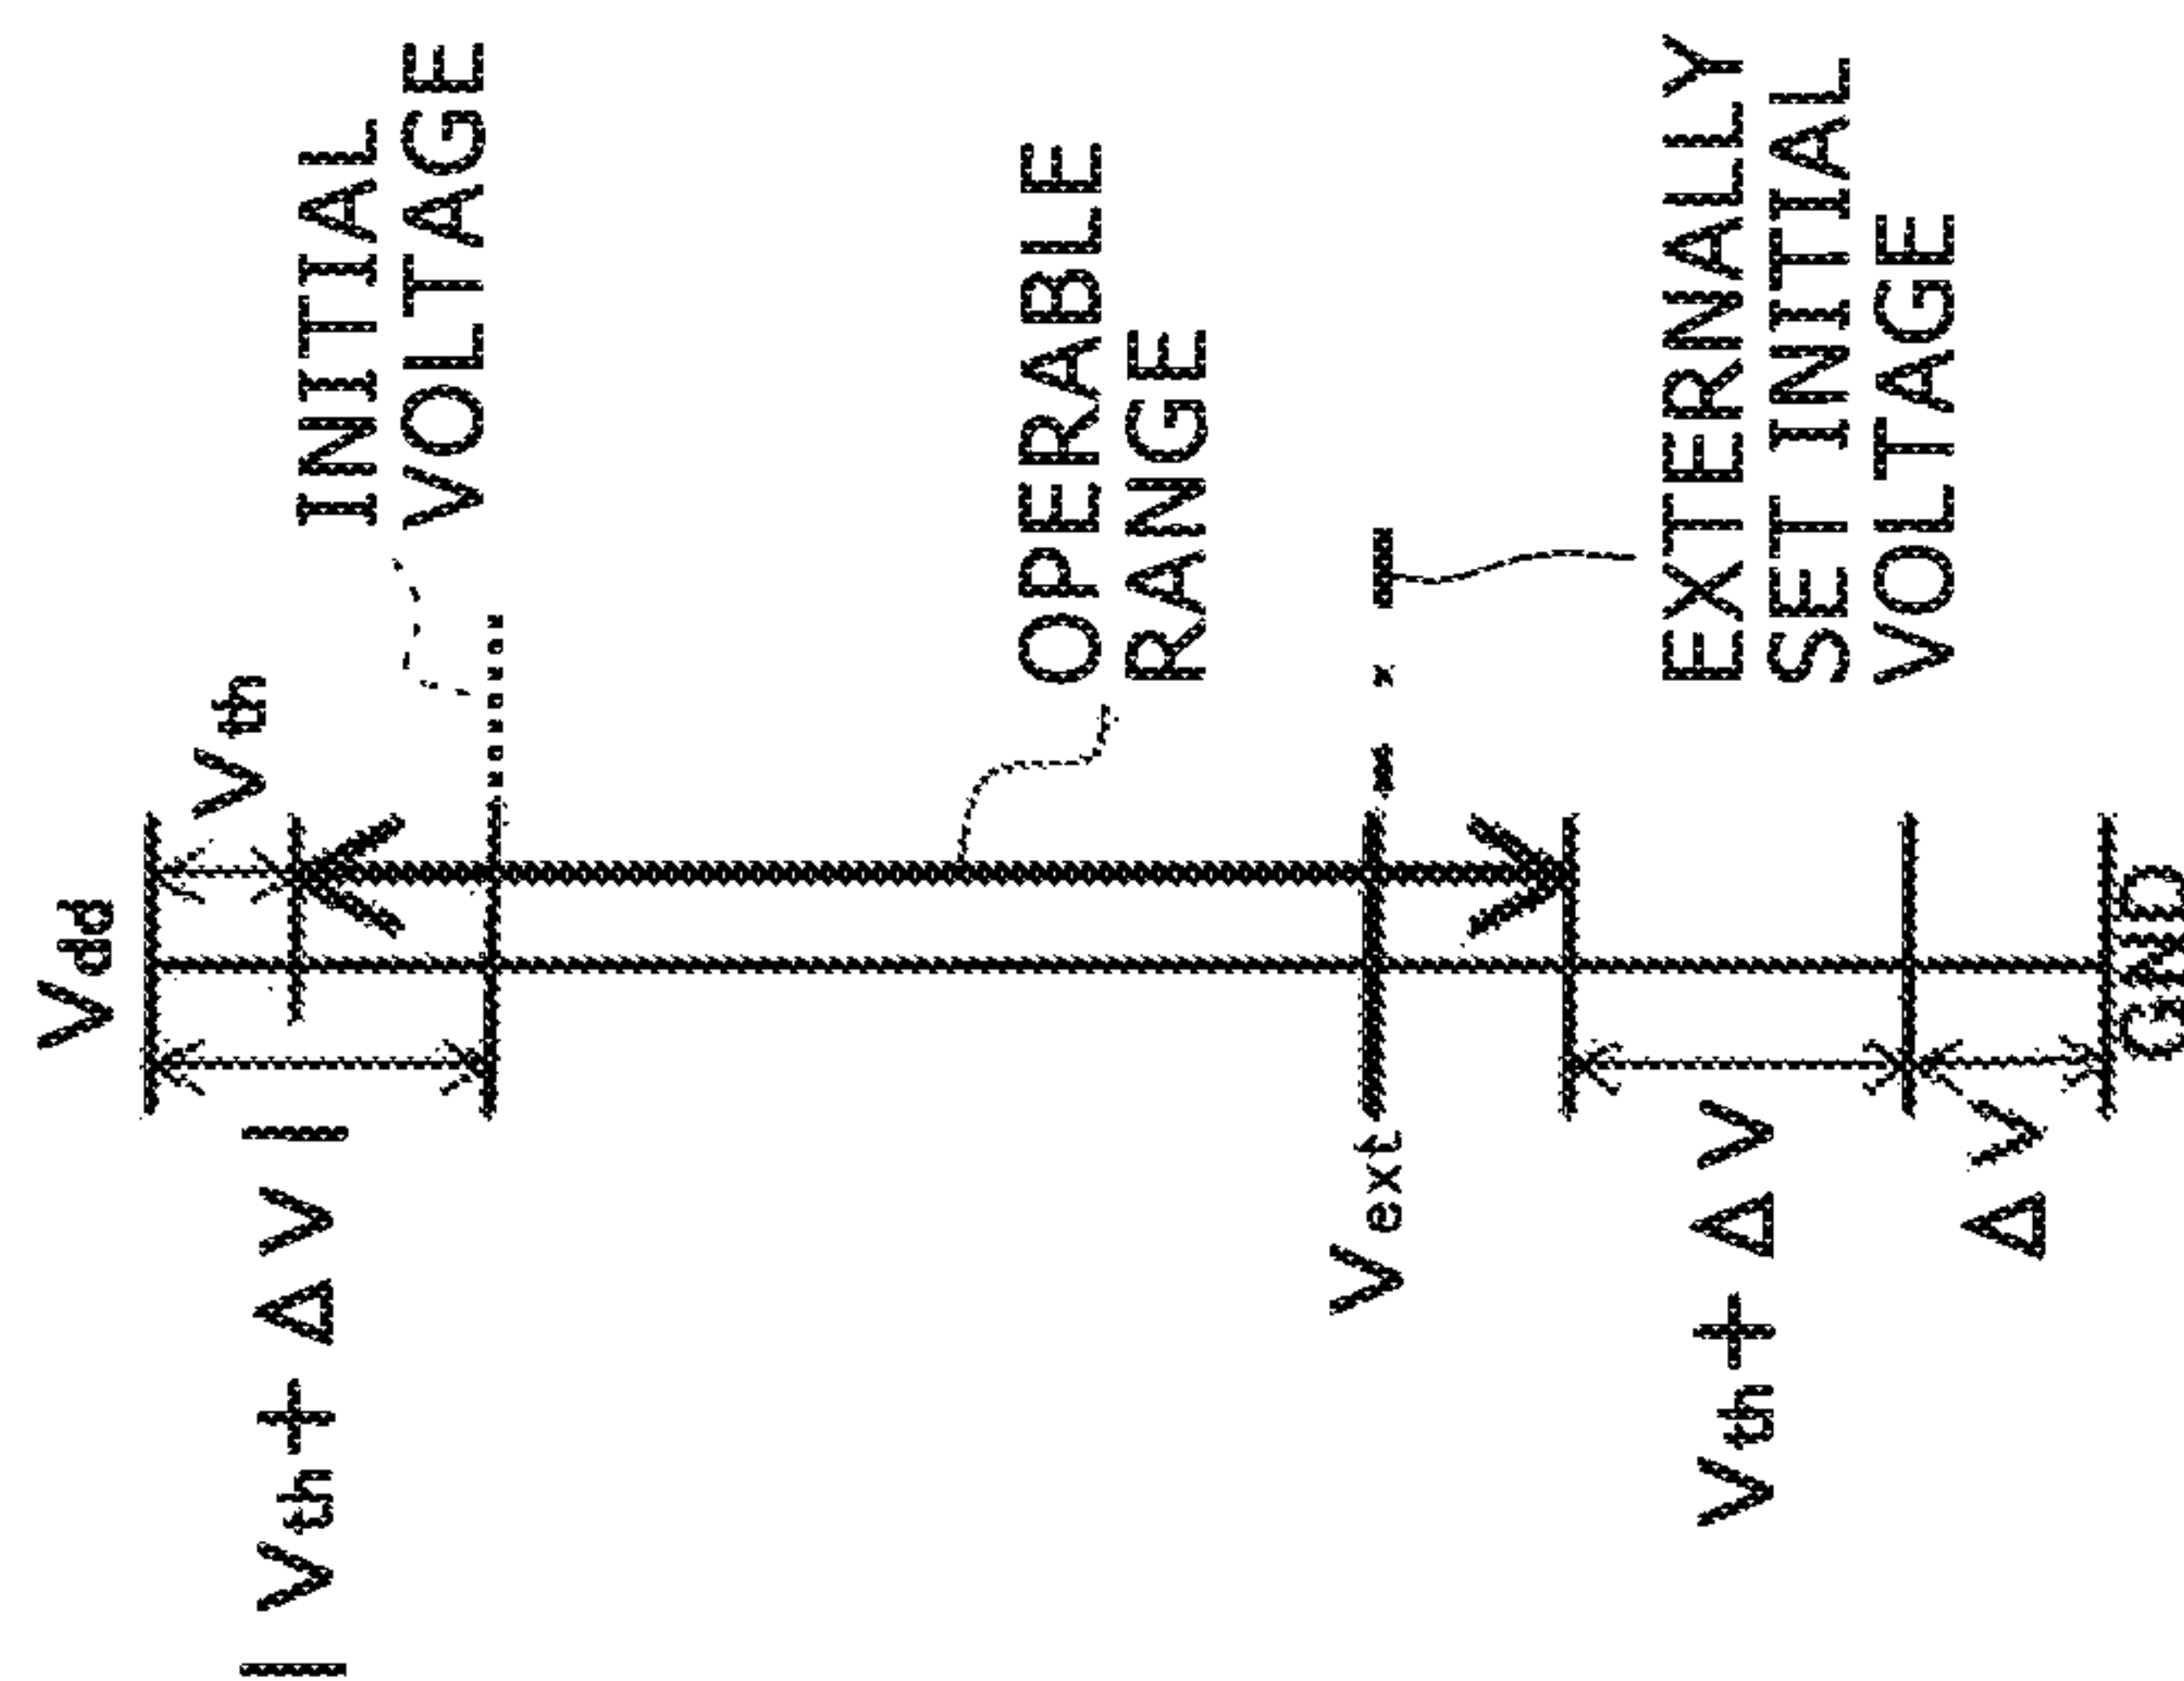 Vdd
Vth
| Vth+ΔV |
INITIAL
VOLTAGE
OPERABLE
RANGE
Vext
EXTERNALLY
SET INITIAL
VOLTAGE
Vth+ΔV
ΔV
GND